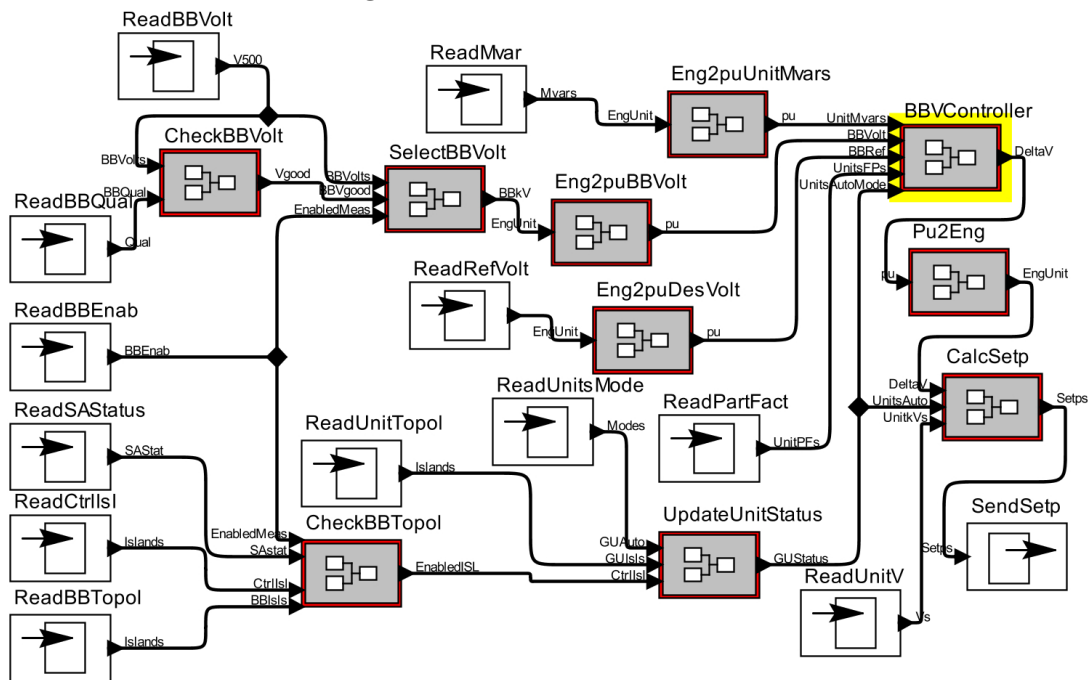 ReadBBVolt
V500
ReadMvar
Mvars
Eng2puUnitMvars
EngUnit
pu
BBVController
UnitMvars
BBVolt
BBRef
UnitsFPs
UnitsAutoMode
DeltaV
CheckBBVolt
BBVolts
BBQual
Vgood
SelectBBVolt
BBVolts
BBVgood
EnabledMeas
BBkV
Eng2puBBVolt
EngUnit
pu
ReadBBQual
Qual
Pu2Eng
pu
EngUnit
ReadRefVolt
EngUnit
Eng2puDesVolt
pu
ReadBBEnab
BBEnab
CalcSetp
DeltaV
UnitsAuto
UnitkVs
Setps
ReadUnitsMode
Modes
ReadPartFact
UnitPFs
ReadSAStatus
SAStat
ReadUnitTopol
Islands
ReadCtrlIsl
Islands
CheckBBTopol
EnabledMeas
SAstat
CtrlIsl
BBIsls
EnabledISL
UpdateUnitStatus
GUAuto
GUIsls
CtrlIsl
GUStatus
SendSetp
Setps
ReadUnitV
Vs
ReadBBTopol
Islands